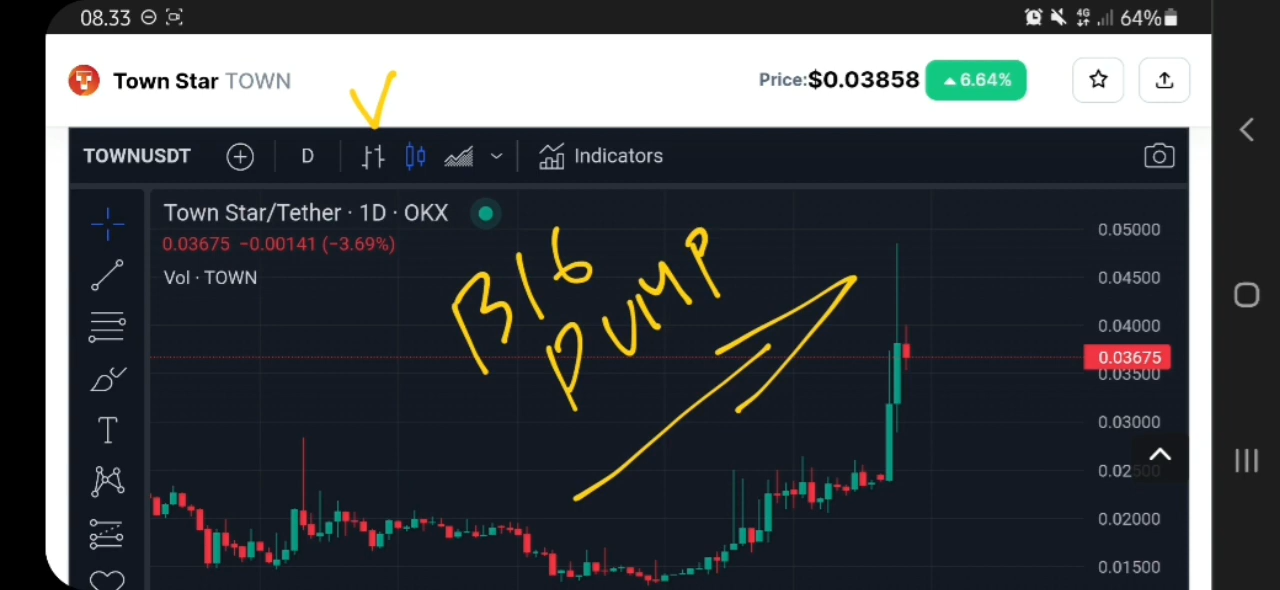 08.33 4G 64%
Town Star TOWN Price:$0.03858 6.64%
TOWNUSDT D Indicators
Town Star/Tether · 1D · OKX
0.03675 −0.00141 (−3.69%)
Vol · TOWN
BIG
PUMP
0.05000
0.04500
0.04000
0.03675
0.03500
0.03000
0.02500
0.02000
0.01500
T